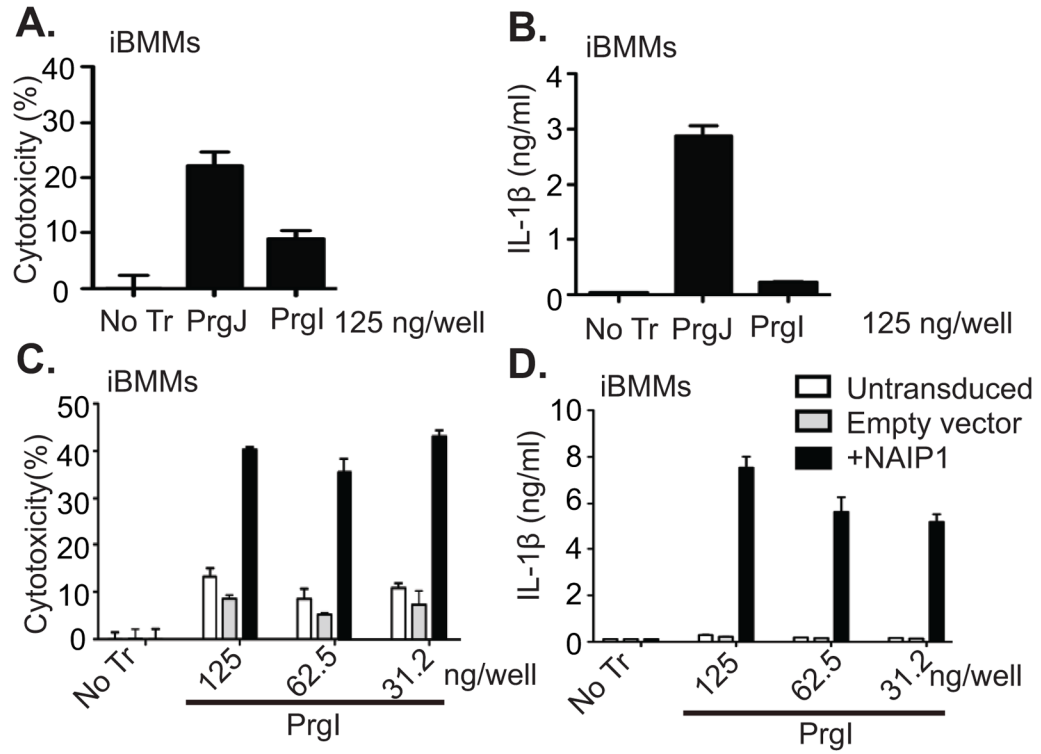 A.
iBMMs
Cytotoxicity (%)
40
30
20
10
0
No Tr PrgJ PrgI 125 ng/well
B.
iBMMs
IL-1β (ng/ml)
4
3
2
1
0
No Tr PrgJ PrgI 125 ng/well
C.
iBMMs
Cytotoxicity(%)
50
40
30
20
10
0
No Tr 125 62.5 31.2 ng/well
PrgI
D.
iBMMs
Untransduced
Empty vector
+NAIP1
IL-1β (ng/ml)
10
8
6
4
2
0
No Tr 125 62.5 31.2 ng/well
PrgI